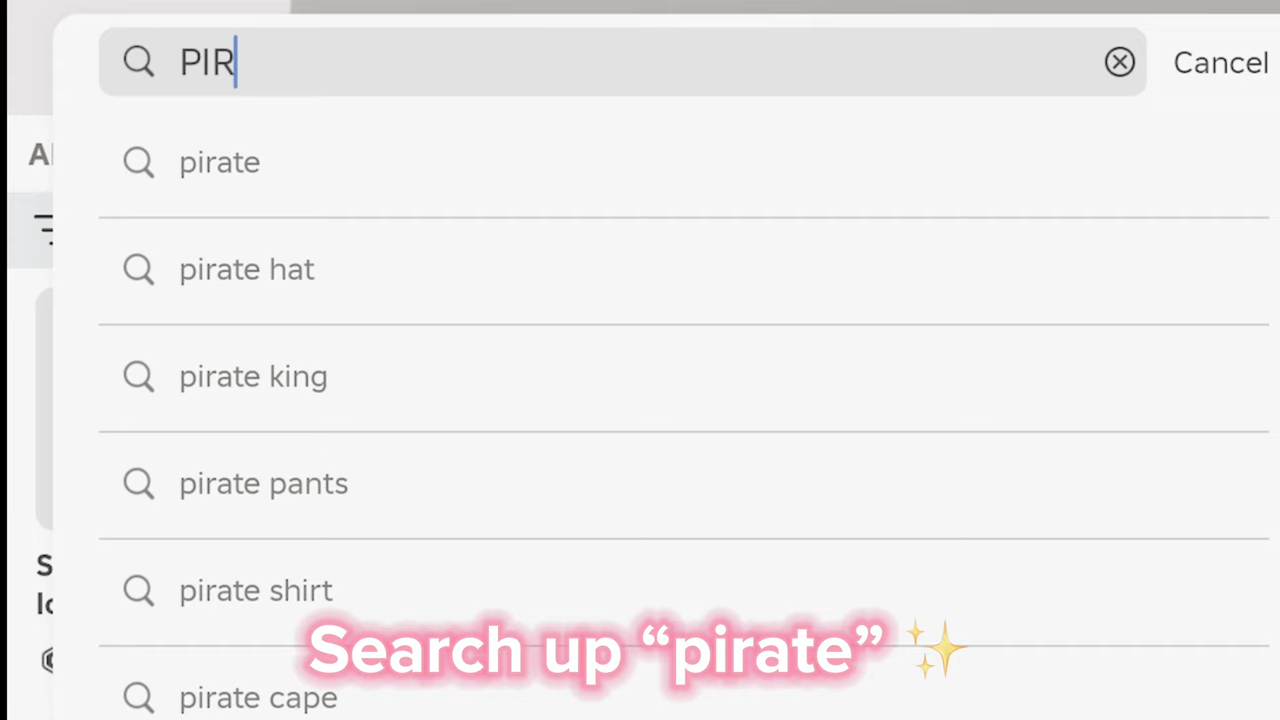 PIR
Cancel
pirate
pirate hat
pirate king
pirate pants
pirate shirt
Search up “pirate” ✨
pirate cape